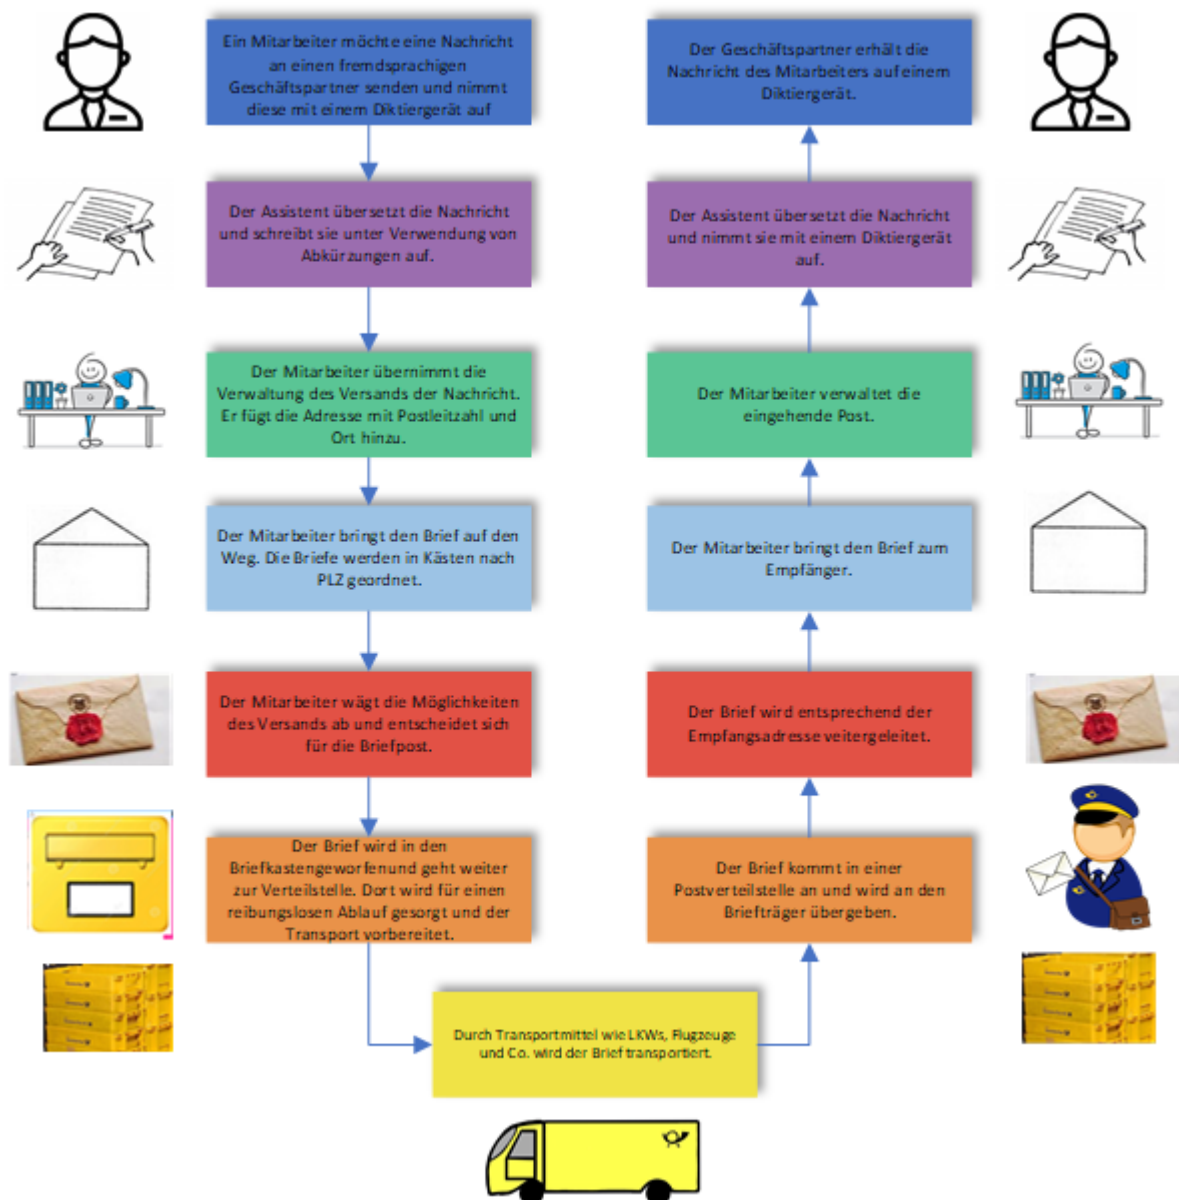 Ein Mitarbeiter möchte eine Nachricht
an einen fremdsprachigen
Geschäftspartner senden und nimmt
diese mit einem Diktiergerät auf
Der Assistent übersetzt die Nachricht
und schreibt sie unter Verwendung von
Abkürzungen auf.
Der Mitarbeiter übernimmt die
Verwaltung des Versands der Nachricht.
Er fügt die Adresse mit Postleitzahl und
Ort hinzu.
Der Mitarbeiter bringt den Brief auf den
Weg. Die Briefe werden in Kästen nach
PLZ geordnet.
Der Mitarbeiter wägt die Möglichkeiten
des Versands ab und entscheidet sich
für die Briefpost.
Der Brief wird in den
Briefkastengeworfenund geht weiter
zur Verteilstelle. Dort wird für einen
reibungslosen Ablauf gesorgt und der
Transport vorbereitet.
Durch Transportmittel wie LKWs, Flugzeuge
und Co. wird der Brief transportiert.
Der Brief kommt in einer
Postverteilstelle an und wird an den
Briefträger übergeben.
Der Brief wird entsprechend der
Empfangsadresse veitergeleitet.
Der Mitarbeiter bringt den Brief zum
Empfänger.
Der Mitarbeiter verwaltet die
eingehende Post.
Der Assistent übersetzt die Nachricht
und nimmt sie mit einem Diktiergerät
auf.
Der Geschäftspartner erhält die
Nachricht des Mitarbeiters auf einem
Diktiergerät.